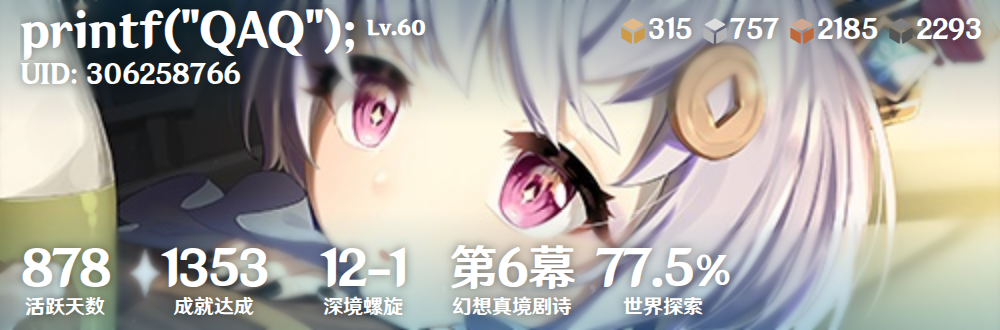 printf("QAQ"); Lv.60 315 757 2185 2293
UID: 306258766
878 1353 12-1 第6幕 77.5%
活跃天数 成就达成 深境螺旋 幻想真境剧诗 世界探索